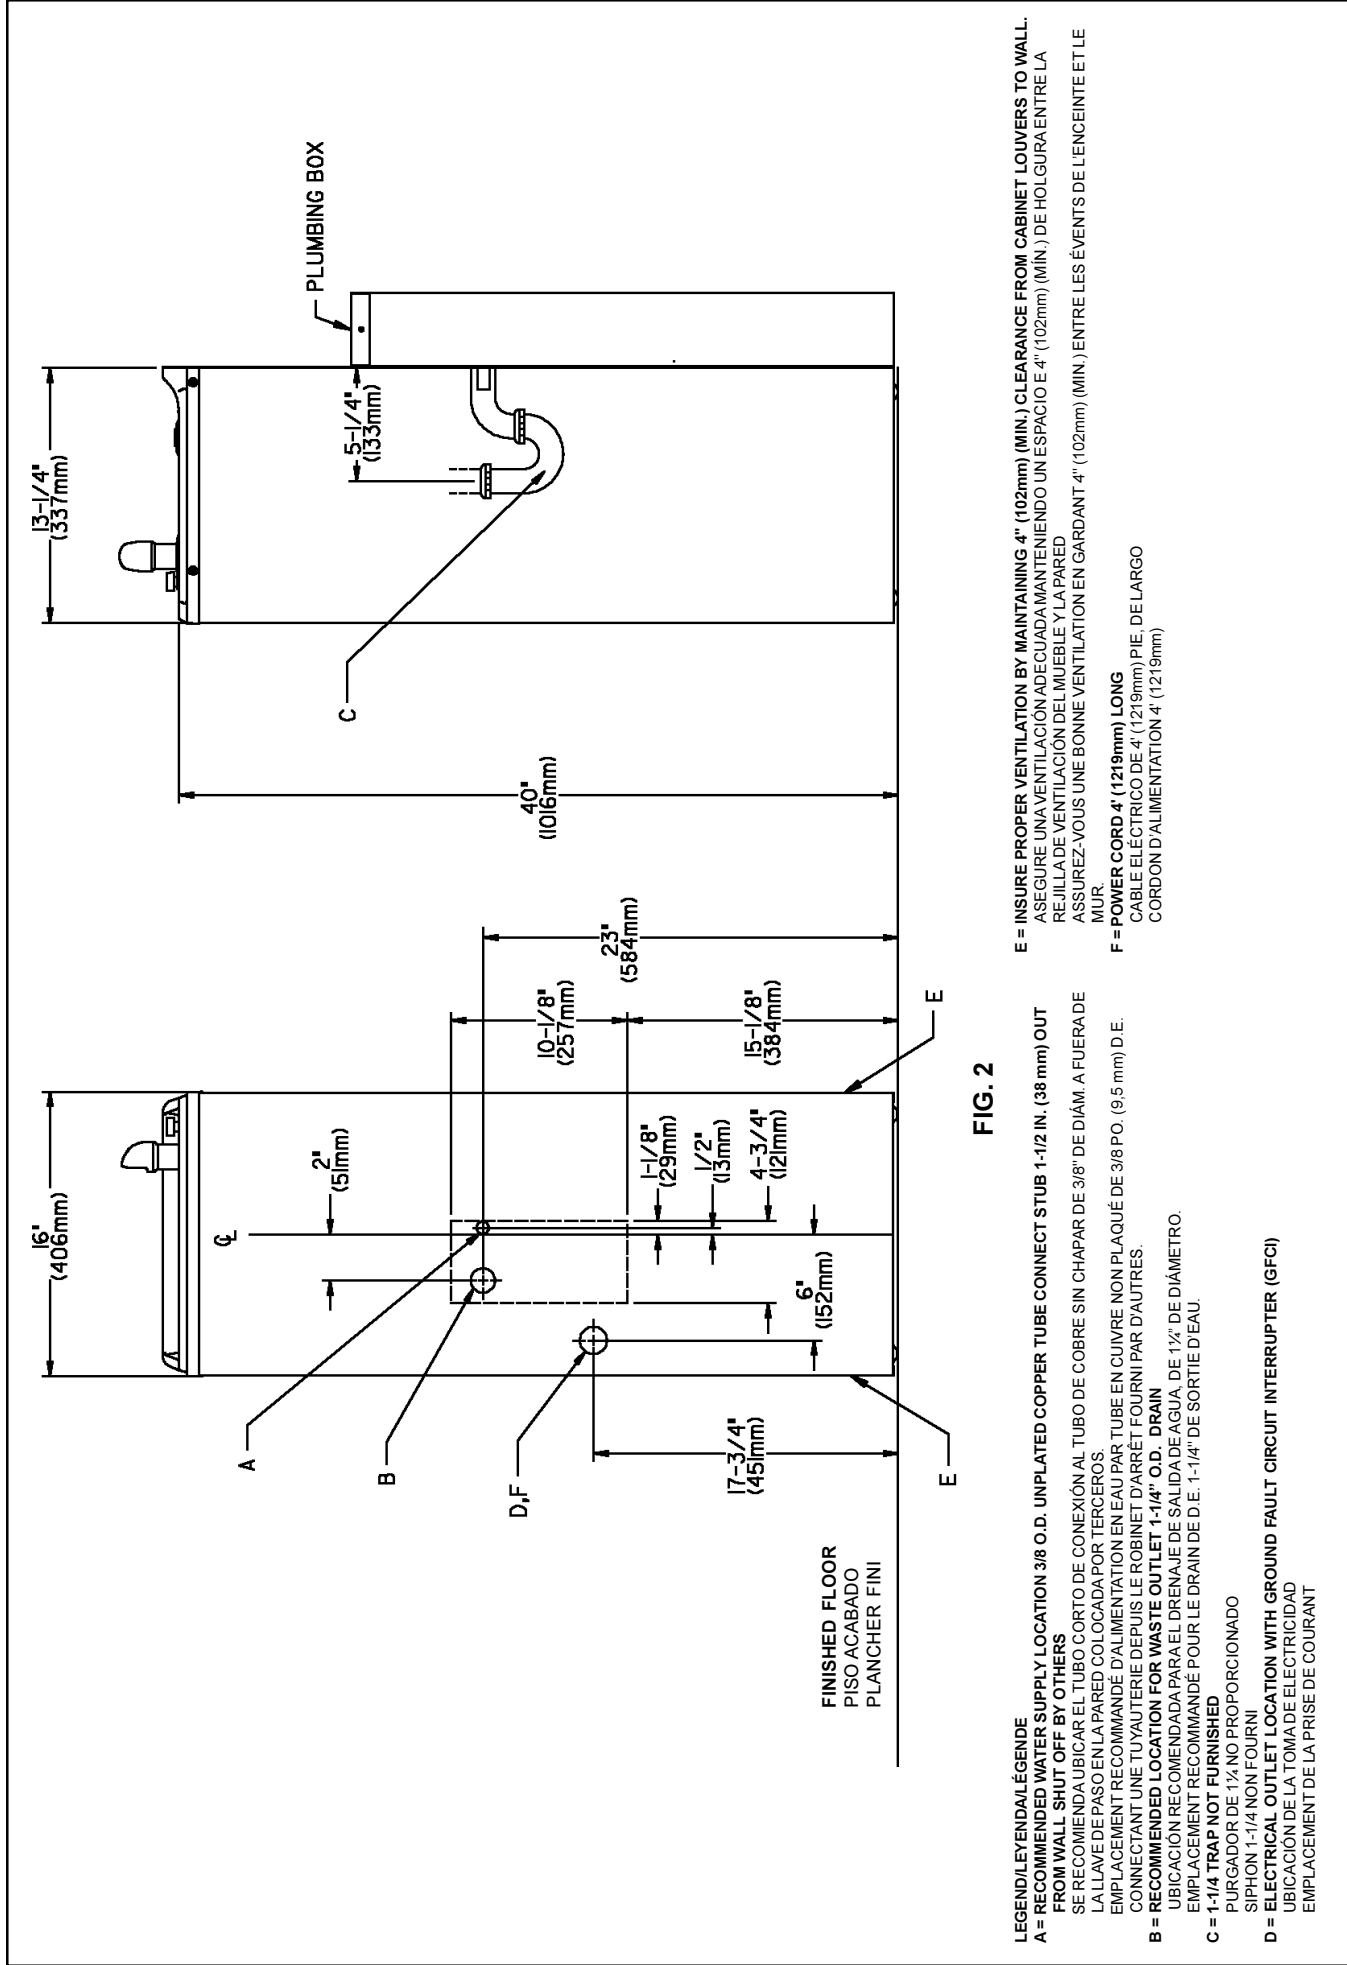 16"
(406mm)
℄
2"
(51mm)
1-1/8"
(29mm)
1/2"
(13mm)
4-3/4"
(121mm)
6"
(152mm)
10-1/8"
(257mm)
23"
(584mm)
15-1/8"
(384mm)
17-3/4"
(451mm)
A
B
D,F
E
E
13-1/4"
(337mm)
PLUMBING BOX
5-1/4"
(133mm)
C
40"
(1016mm)
FINISHED FLOOR
PISO ACABADO
PLANCHER FINI
FIG. 2
LEGEND/LEYENDA/LÉGENDE
A = RECOMMENDED WATER SUPPLY LOCATION 3/8 O.D. UNPLATED COPPER TUBE CONNECT STUB 1-1/2 IN. (38 mm) OUT
FROM WALL SHUT OFF BY OTHERS
SE RECOMIENDA UBICAR EL TUBO CORTO DE CONEXIÓN AL TUBO DE COBRE SIN CHAPAR DE 3/8" DE DIÁM. A FUERA DE
LA LLAVE DE PASO EN LA PARED COLOCADA POR TERCEROS.
EMPLACEMENT RECOMMANDÉ D'ALIMENTATION EN EAU PAR TUBE EN CUIVRE NON PLAQUÉ DE 3/8 PO. (9,5 mm) D.E.
CONNECTANT UNE TUYAUTERIE DEPUIS LE ROBINET D'ARRÊT FOURNI PAR D'AUTRES.
B = RECOMMENDED LOCATION FOR WASTE OUTLET 1-1/4" O.D. DRAIN
UBICACIÓN RECOMENDADA PARA EL DRENAJE DE SALIDA DE AGUA, DE 1¼" DE DIÁMETRO.
EMPLACEMENT RECOMMANDÉ POUR LE DRAIN DE D.E. 1-1/4" DE SORTIE D'EAU.
C = 1-1/4 TRAP NOT FURNISHED
PURGADOR DE 1¼ NO PROPORCIONADO
SIPHON 1-1/4 NON FOURNI
D = ELECTRICAL OUTLET LOCATION WITH GROUND FAULT CIRCUIT INTERRUPTER (GFCI)
UBICACIÓN DE LA TOMA DE ELECTRICIDAD
EMPLACEMENT DE LA PRISE DE COURANT
E = INSURE PROPER VENTILATION BY MAINTAINING 4" (102mm) (MIN.) CLEARANCE FROM CABINET LOUVERS TO WALL.
ASEGURE UNA VENTILACIÓN ADECUADA MANTENIENDO UN ESPACIO E 4" (102mm) (MÍN.) DE HOLGURA ENTRE LA
REJILLA DE VENTILACIÓN DEL MUEBLE Y LA PARED
ASSUREZ-VOUS UNE BONNE VENTILATION EN GARDANT 4" (102mm) (MIN.) ENTRE LES ÉVENTS DE L'ENCEINTE ET LE
MUR.
F = POWER CORD 4' (1219mm) LONG
CABLE ELÉCTRICO DE 4' (1219mm) PIE, DE LARGO
CORDON D'ALIMENTATION 4' (1219mm)